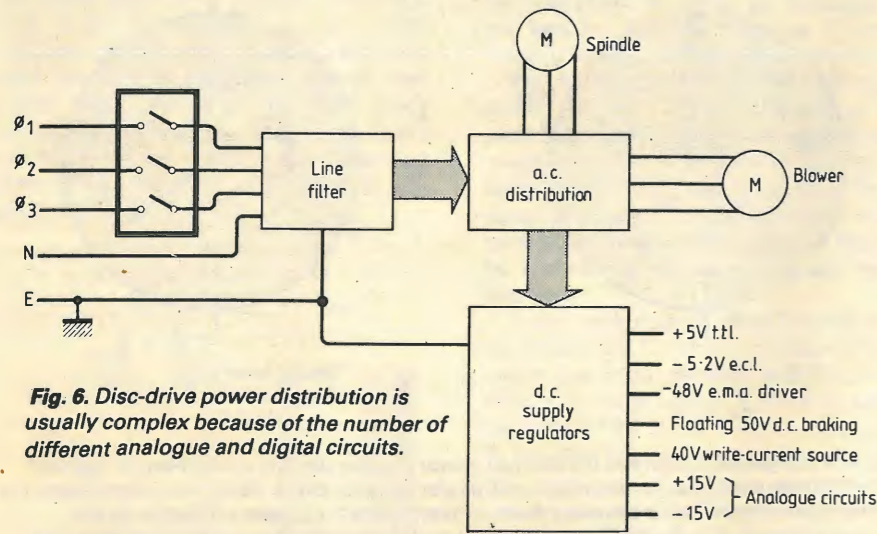 M
Spindle
ø1
ø2
ø3
N
E
Line
filter
a.c.
distribution
M
Blower
d.c.
supply
regulators
+5V t.t.l.
-5·2V e.c.l.
-48V e.m.a. driver
Floating 50V d.c. braking
40V write-current source
+15V
-15V
Analogue circuits
Fig. 6. Disc-drive power distribution is
usually complex because of the number of
different analogue and digital circuits.